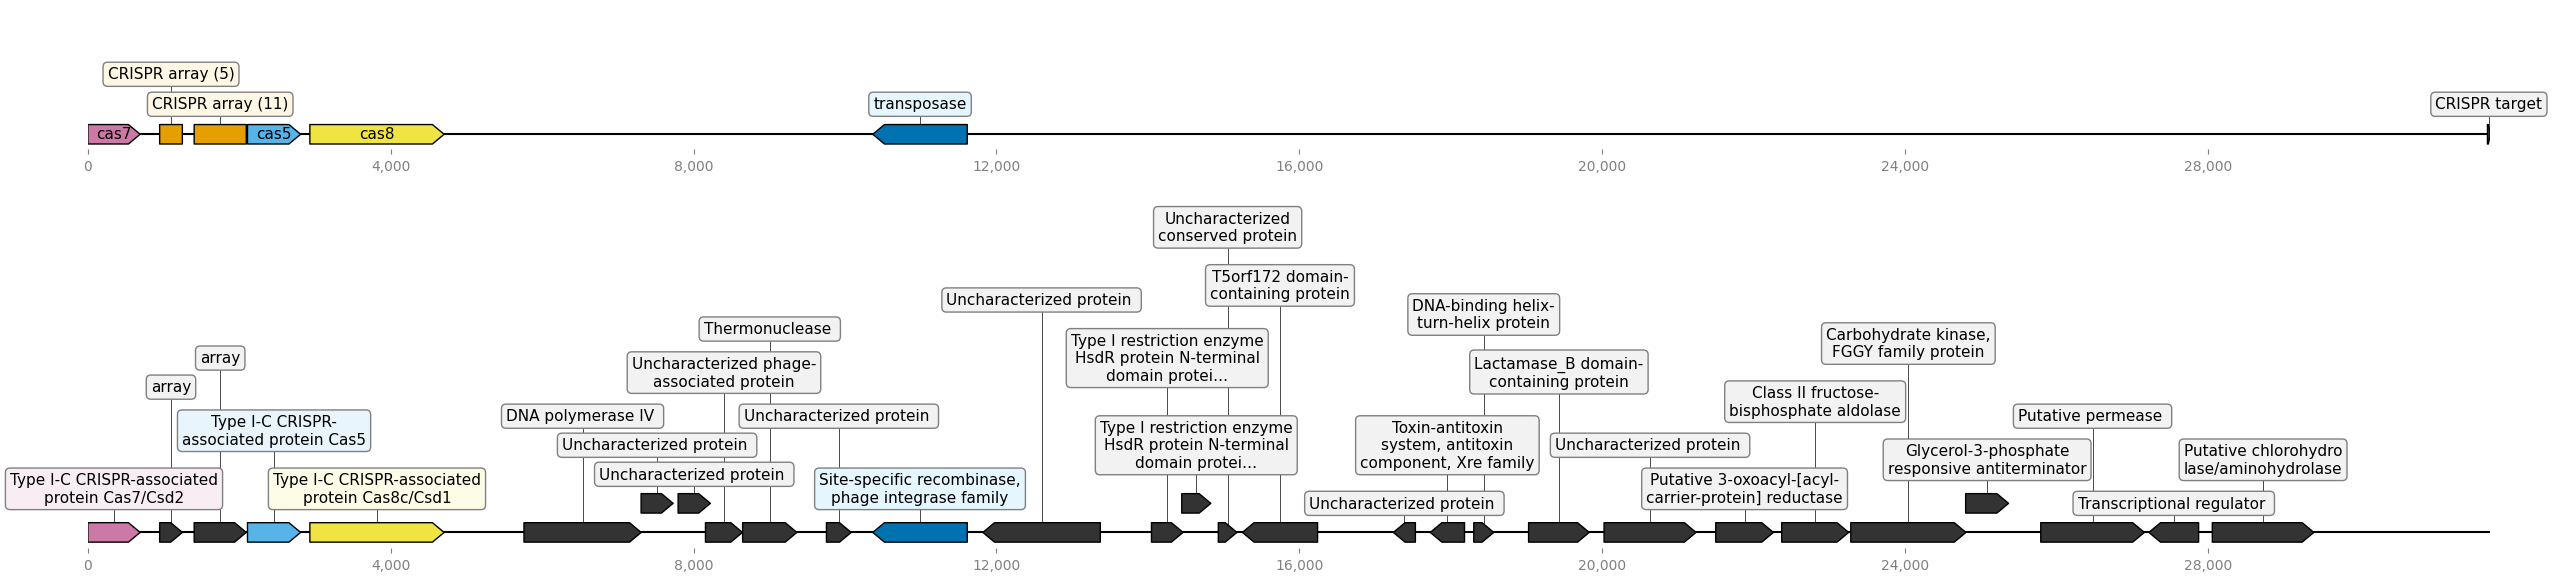 CRISPR array (5)
CRISPR array (11)
transposase
CRISPR target
cas7
cas5
cas8
0
4,000
8,000
12,000
16,000
20,000
24,000
28,000
Uncharacterized
conserved protein
T5orf172 domain-
containing protein
Uncharacterized protein
DNA-binding helix-
turn-helix protein
Thermonuclease
Carbohydrate kinase,
FGGY family protein
Type I restriction enzyme
HsdR protein N-terminal
domain protei...
array
Uncharacterized phage-
associated protein
Lactamase_B domain-
containing protein
array
Class II fructose-
bisphosphate aldolase
Type I-C CRISPR-
associated protein Cas5
DNA polymerase IV
Uncharacterized protein
Putative permease
Type I restriction enzyme
HsdR protein N-terminal
domain protei...
Toxin-antitoxin
system, antitoxin
component, Xre family
Uncharacterized protein
Uncharacterized protein
Glycerol-3-phosphate
responsive antiterminator
Putative chlorohydro
lase/aminohydrolase
Uncharacterized protein
Type I-C CRISPR-associated
protein Cas7/Csd2
Type I-C CRISPR-associated
protein Cas8c/Csd1
Site-specific recombinase,
phage integrase family
Putative 3-oxoacyl-[acyl-
carrier-protein] reductase
Uncharacterized protein
Transcriptional regulator
0
4,000
8,000
12,000
16,000
20,000
24,000
28,000